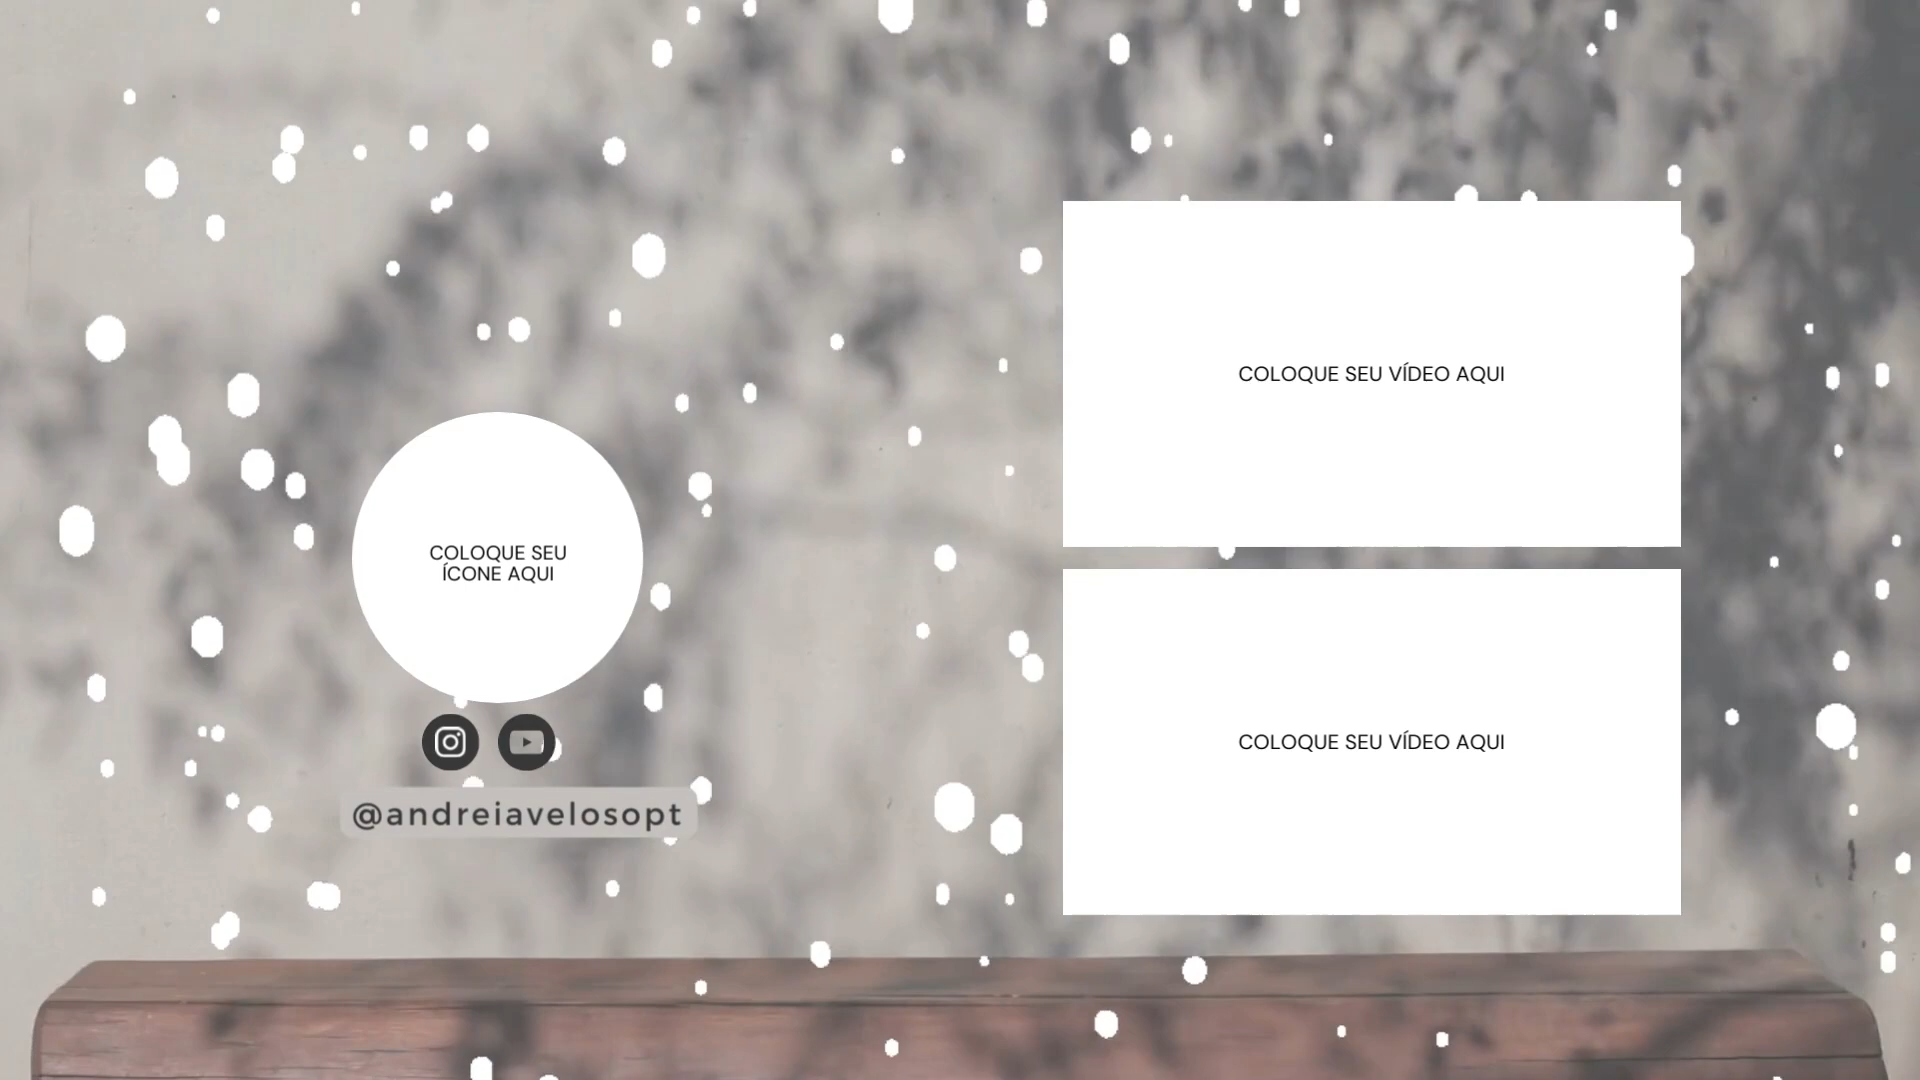 COLOQUE SEU VÍDEO AQUI
COLOQUE SEU
ÍCONE AQUI
COLOQUE SEU VÍDEO AQUI
@andreiavelosopt